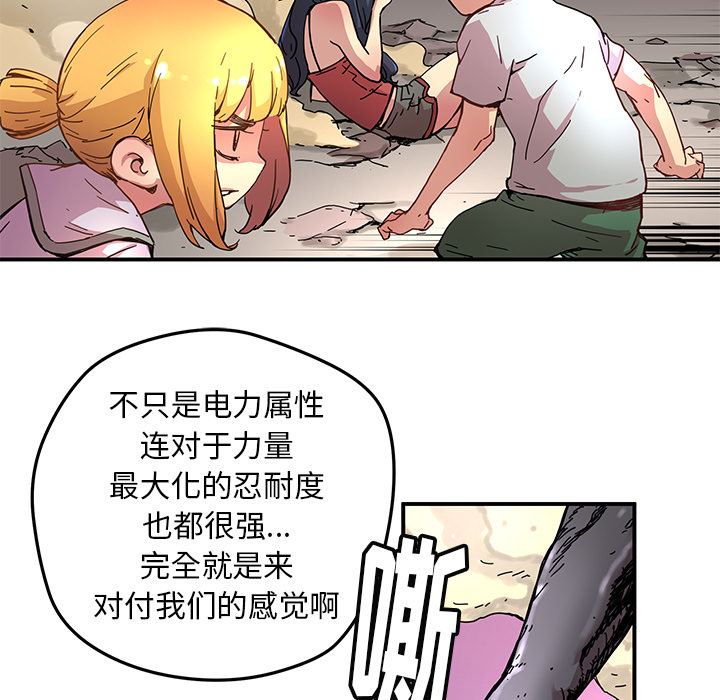 不只是电力属性
连对于力量
最大化的忍耐度
也都很强...
完全就是来
对付我们的感觉啊
嘶